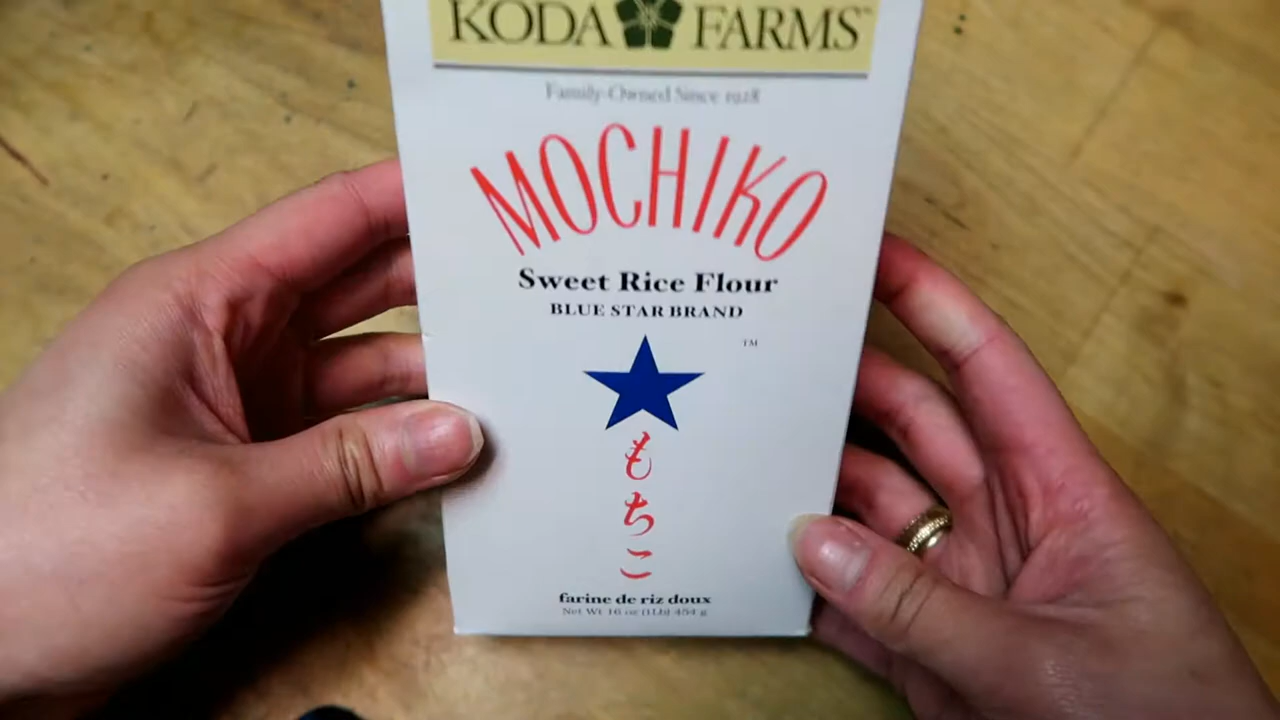 KODA FARMS™
Family-Owned Since 1928
MOCHIKO
Sweet Rice Flour
BLUE STAR BRAND
TM
もちこ
farine de riz doux
Net Wt 16 oz (1Lb) 454 g